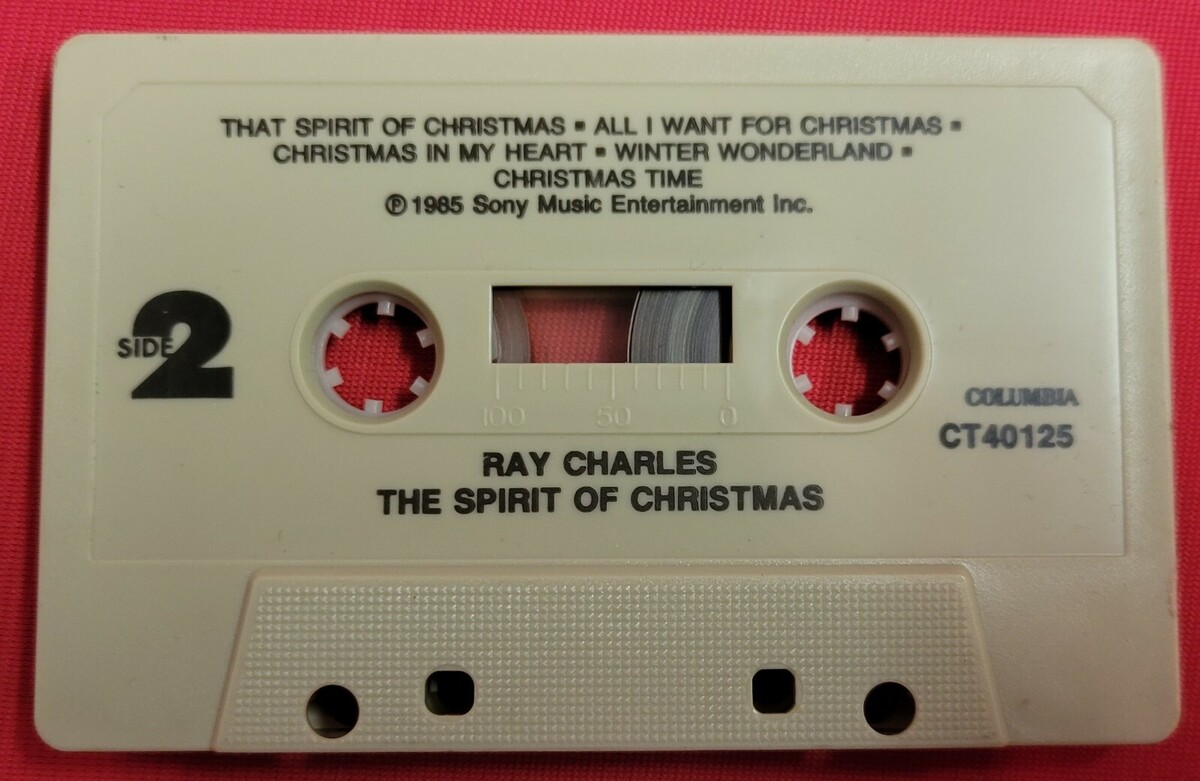 THAT SPIRIT OF CHRISTMAS ▪ ALL I WANT FOR CHRISTMAS ▪
CHRISTMAS IN MY HEART ▪ WINTER WONDERLAND ▪
CHRISTMAS TIME
℗ 1985 Sony Music Entertainment Inc.
SIDE 2
100 50 0
COLUMBIA
CT40125
RAY CHARLES
THE SPIRIT OF CHRISTMAS